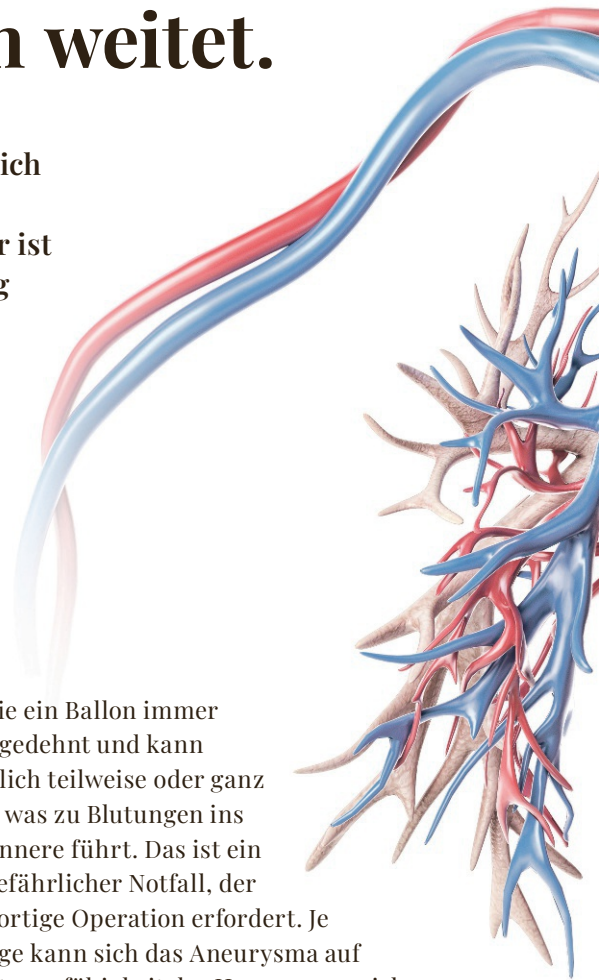 n weitet.
ich
r ist
g
ie ein Ballon immer
gedehnt und kann
lich teilweise oder ganz
was zu Blutungen ins
nnere führt. Das ist ein
efährlicher Notfall, der
ortige Operation erfordert. Je
ge kann sich das Aneurysma auf